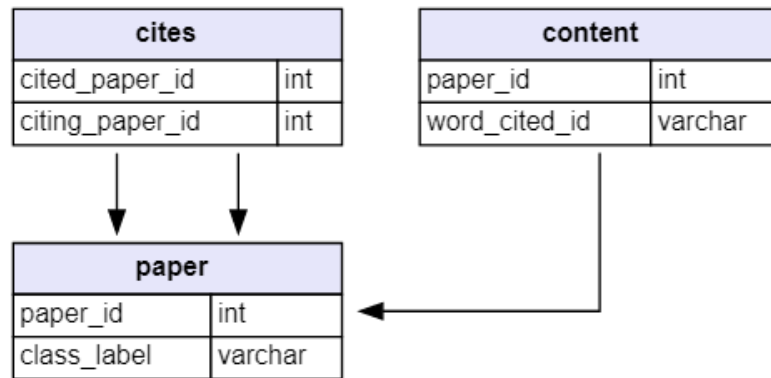 cites
cited_paper_id int
citing_paper_id int
content
paper_id int
word_cited_id varchar
paper
paper_id int
class_label varchar